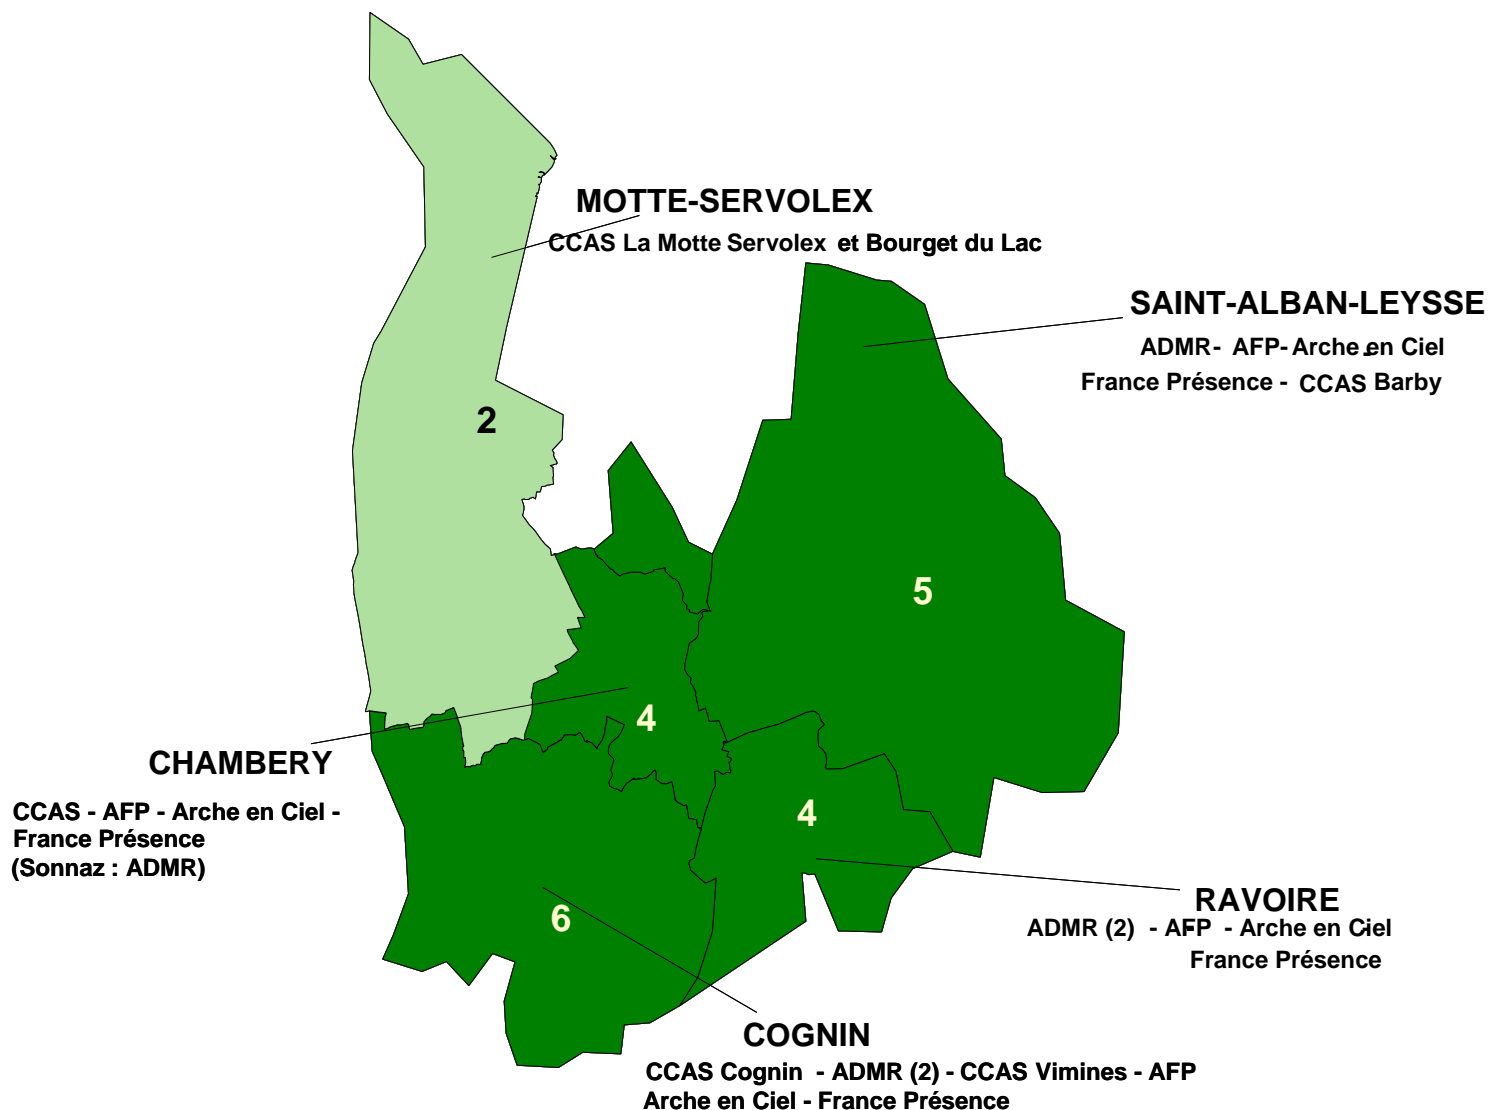 MOTTE-SERVOLEX
CCAS La Motte Servolex et Bourget du Lac
SAINT-ALBAN-LEYSSE
ADMR- AFP- Arche en Ciel -
France Présence - CCAS Barby
2
5
4
CHAMBERY
CCAS - AFP - Arche en Ciel -
France Présence
(Sonnaz : ADMR)
4
RAVOIRE
ADMR (2) - AFP - Arche en Ciel -
France Présence
6
COGNIN
CCAS Cognin - ADMR (2) - CCAS Vimines - AFP
Arche en Ciel - France Présence